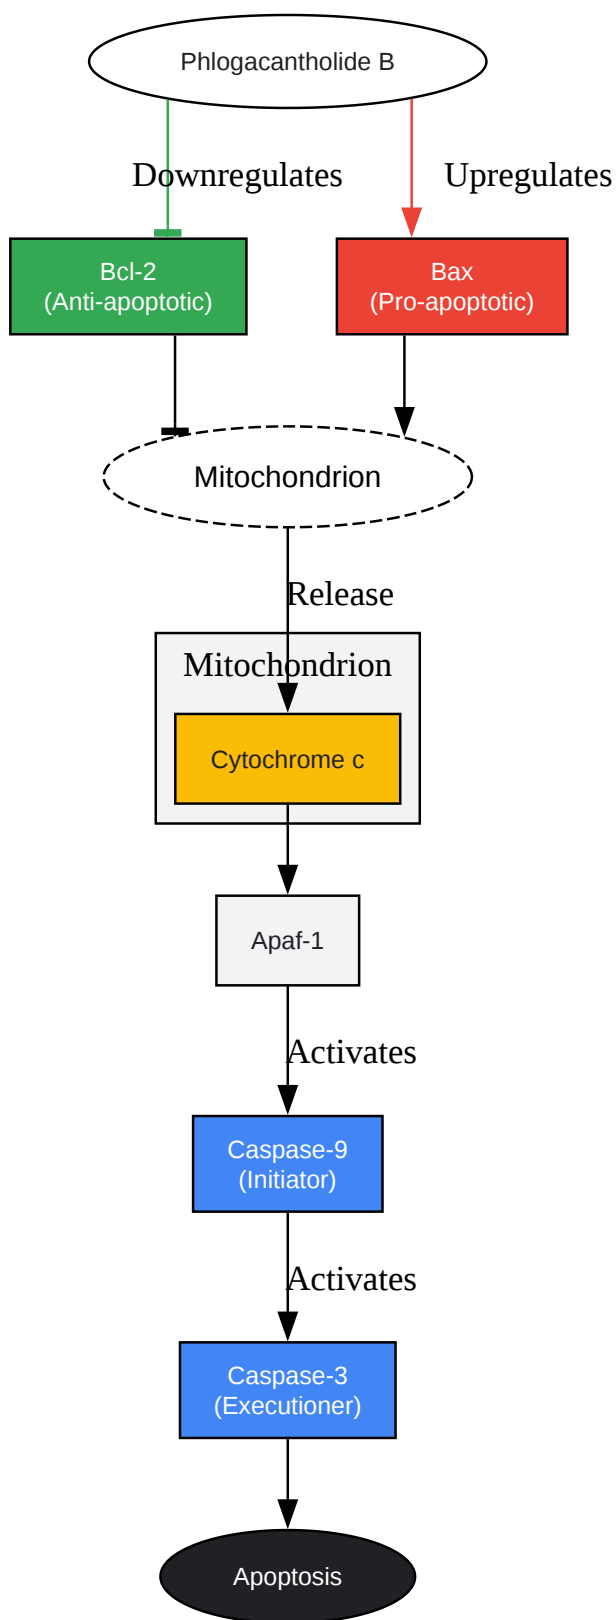 Phlogacantholide B
Downregulates
Upregulates
Bcl-2
(Anti-apoptotic)
Bax
(Pro-apoptotic)
Mitochondrion
Release
Mitochondrion
Cytochrome c
Apaf-1
Activates
Caspase-9
(Initiator)
Activates
Caspase-3
(Executioner)
Apoptosis